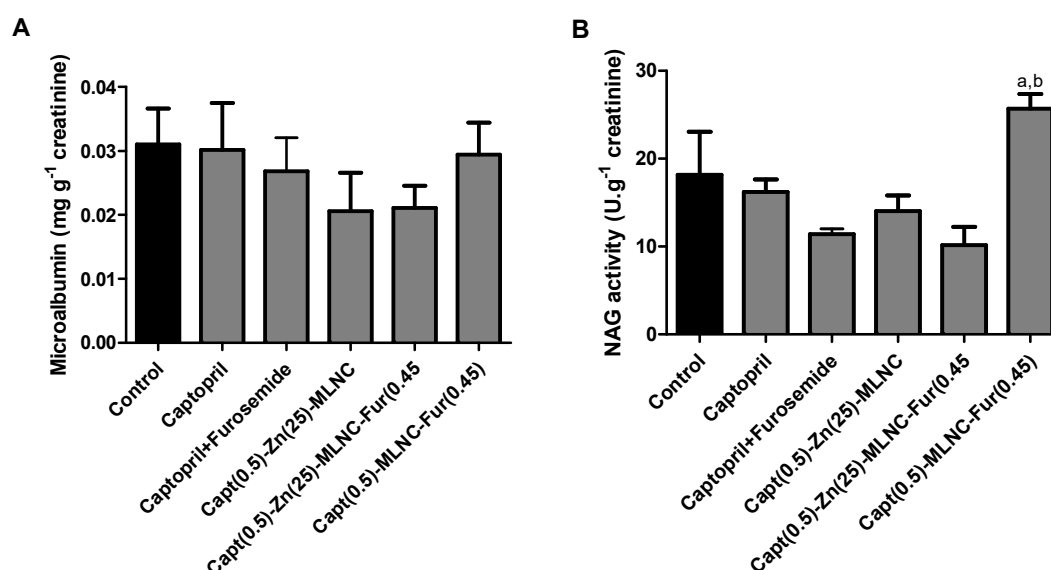 A
Microalbumin (mg g⁻¹ creatinine)
0.04
0.03
0.02
0.01
0.00
Control
Captopril
Captopril+Furosemide
Capt(0.5)-Zn(25)-MLNC
Capt(0.5)-Zn(25)-MLNC-Fur(0.45
Capt(0.5)-MLNC-Fur(0.45)
B
NAG activity (U.g⁻¹ creatinine)
30
20
10
0
a,b
Control
Captopril
Captopril+Furosemide
Capt(0.5)-Zn(25)-MLNC
Capt(0.5)-Zn(25)-MLNC-Fur(0.45
Capt(0.5)-MLNC-Fur(0.45)